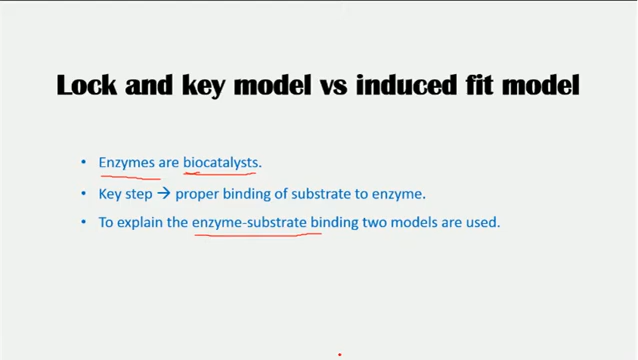 Lock and key model vs induced fit model
• Enzymes are biocatalysts.
• Key step → proper binding of substrate to enzyme.
• To explain the enzyme-substrate binding two models are used.